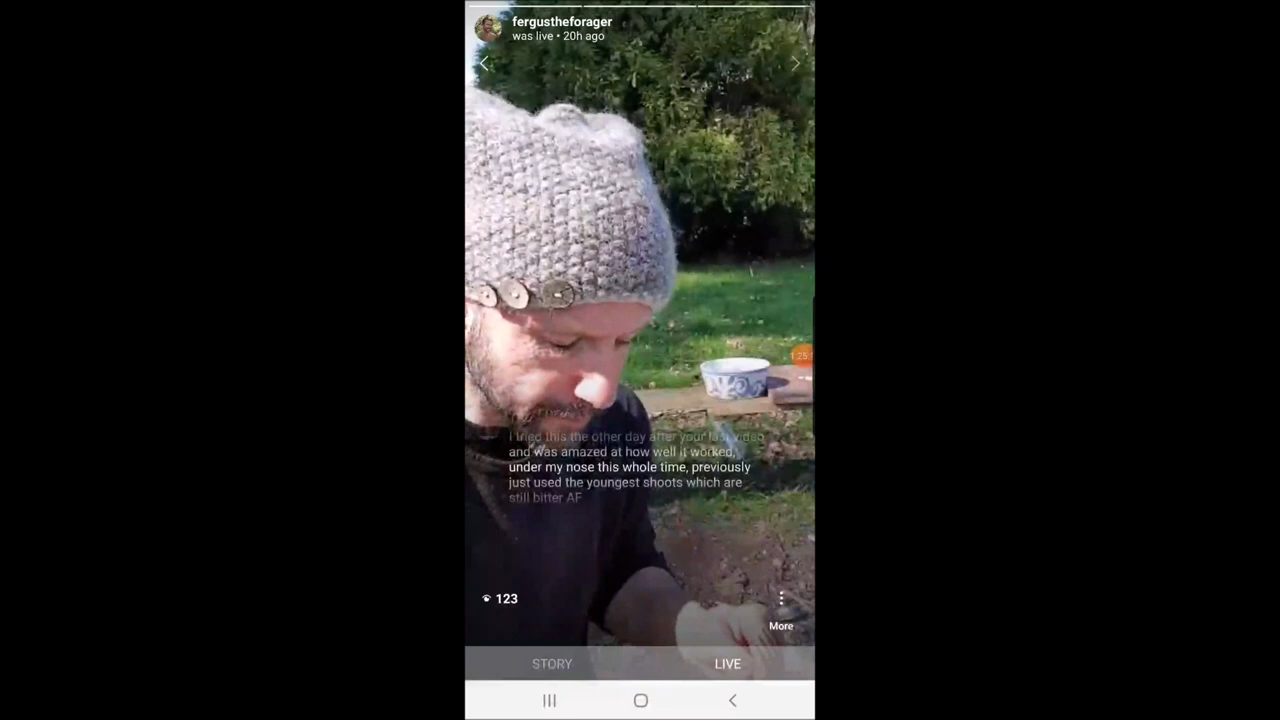 fergustheforager
was live • 20h ago
1:25
I tried this the other day after your last video
and was amazed at how well it worked,
under my nose this whole time, previously
just used the youngest shoots which are
still bitter AF
123
More
STORY
LIVE